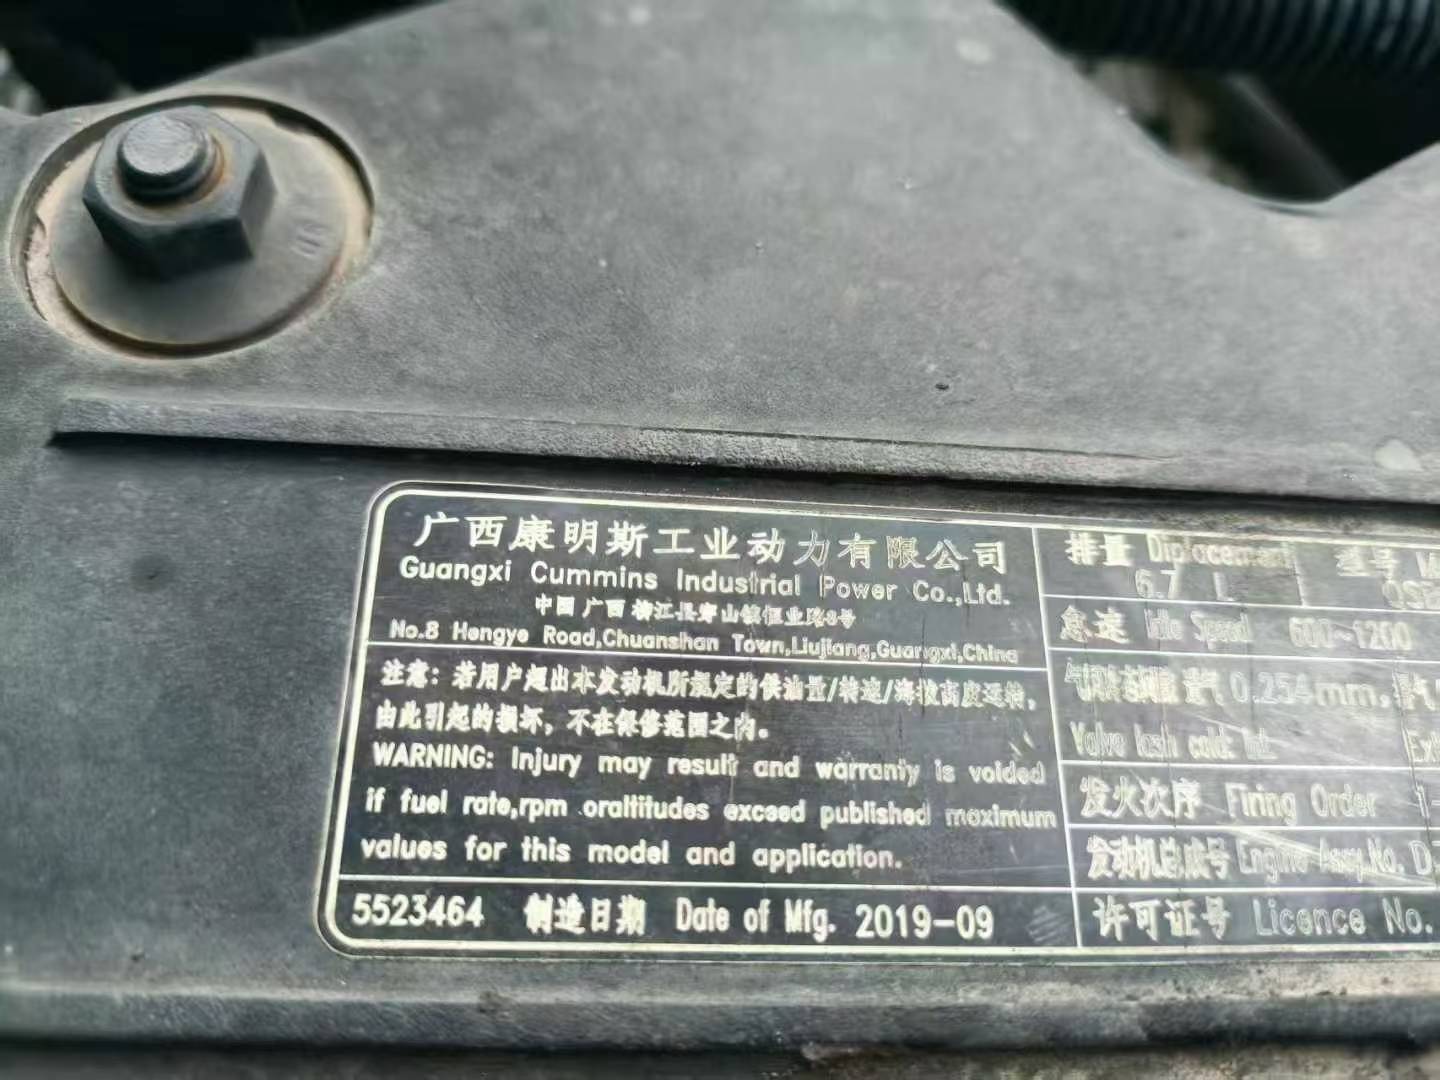 广西康明斯工业动力有限公司
Guangxi Cummins Industrial Power Co.,Ltd.
中国广西柳江县穿山镇恒业路8号
No.8 Hengye Road,Chuanshan Town,Liujiang,Guangxi,China
注意：若用户超出本发动机所规定的供油量/转速/海拔高度运转，
由此引起的损坏，不在保修范围之内。
WARNING: Injury may result and warranty is voided
if fuel rate,rpm oraltitudes exceed published maximum
values for this model and application.
5523464 制造日期 Date of Mfg. 2019-09
排量 Diplacement
6.7 L
型号
怠速 Idle Speed 600~1200
0.254mm,
Valve lash cold: Int.
发火次序 Firing Order 1-
发动机总成号 Engine Assy.No.
许可证号 Licence No.